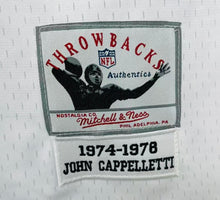 THROWBACKS
NFL
Authentics
NOSTALGIA CO.
Mitchell & Ness
PHILADELPHIA, PA
1974-1978
JOHN CAPPELLETTI